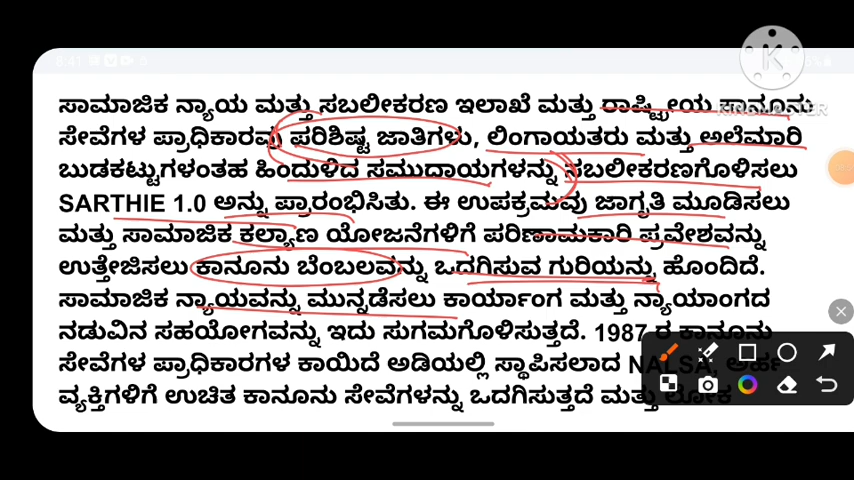 8:41
ಸಾಮಾಜಿಕ ನ್ಯಾಯ ಮತ್ತು ಸಬಲೀಕರಣ ಇಲಾಖೆ ಮತ್ತು ರಾಷ್ಟ್ರೀಯ ಕಾನೂನು
ಸೇವೆಗಳ ಪ್ರಾಧಿಕಾರವು ಪರಿಶಿಷ್ಟ ಜಾತಿಗಳು, ಲಿಂಗಾಯತರು ಮತ್ತು ಅಲೆಮಾರಿ
ಬುಡಕಟ್ಟುಗಳಂತಹ ಹಿಂದುಳಿದ ಸಮುದಾಯಗಳನ್ನು ಸಬಲೀಕರಣಗೊಳಿಸಲು
SARTHIE 1.0 ಅನ್ನು ಪ್ರಾರಂಭಿಸಿತು. ಈ ಉಪಕ್ರಮವು ಜಾಗೃತಿ ಮೂಡಿಸಲು
ಮತ್ತು ಸಾಮಾಜಿಕ ಕಲ್ಯಾಣ ಯೋಜನೆಗಳಿಗೆ ಪರಿಣಾಮಕಾರಿ ಪ್ರವೇಶವನ್ನು
ಉತ್ತೇಜಿಸಲು ಕಾನೂನು ಬೆಂಬಲವನ್ನು ಒದಗಿಸುವ ಗುರಿಯನ್ನು ಹೊಂದಿದೆ.
ಸಾಮಾಜಿಕ ನ್ಯಾಯವನ್ನು ಮುನ್ನಡೆಸಲು ಕಾರ್ಯಾಂಗ ಮತ್ತು ನ್ಯಾಯಾಂಗದ
ನಡುವಿನ ಸಹಯೋಗವನ್ನು ಇದು ಸುಗಮಗೊಳಿಸುತ್ತದೆ. 1987 ರ ಕಾನೂನು
ಸೇವೆಗಳ ಪ್ರಾಧಿಕಾರಗಳ ಕಾಯಿದೆ ಅಡಿಯಲ್ಲಿ ಸ್ಥಾಪಿಸಲಾದ NALSA, ಅರ್ಹ
ವ್ಯಕ್ತಿಗಳಿಗೆ ಉಚಿತ ಕಾನೂನು ಸೇವೆಗಳನ್ನು ಒದಗಿಸುತ್ತದೆ ಮತ್ತು ಲೋಕ
K
KINEMASTER